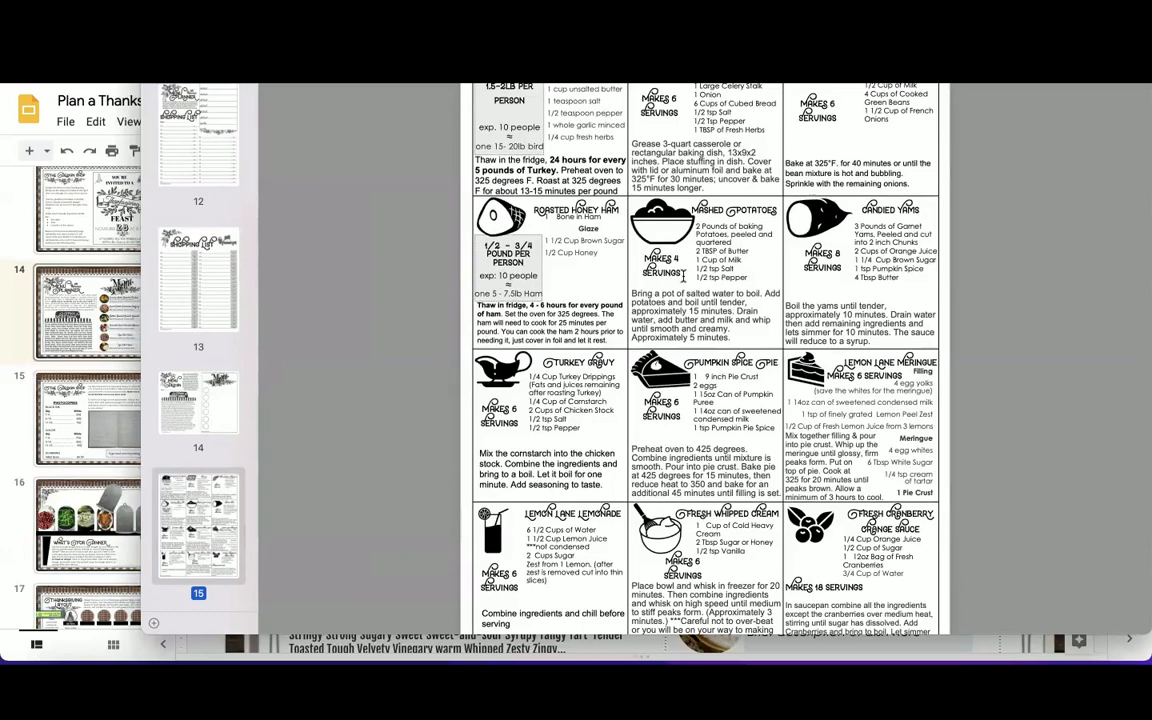 Plan a Thanks
File Edit View
12
13
14
15
14
15
16
17
1.5-2LB PER
PERSON
exp. 10 people
≈
one 15- 20lb bird
1 cup unsalted butter
1 teaspoon salt
1/2 teaspoon pepper
1 whole garlic minced
1/4 cup fresh herbs
Thaw in the fridge, 24 hours for every
5 pounds of Turkey. Preheat oven to
325 degrees F. Roast at 325 degrees
F for about 13-15 minutes per pound
MAKES 6
SERVINGS
1 Large Celery Stalk
1 Onion
6 Cups of Cubed Bread
1/2 tsp Salt
1/2 Tsp Pepper
1 TBSP of Fresh Herbs
Grease 3-quart casserole or
rectangular baking dish, 13x9x2
inches. Place stuffing in dish. Cover
with lid or aluminum foil and bake at
325°F for 30 minutes; uncover & bake
15 minutes longer.
MAKES 6
SERVINGS
1/2 Cup of Milk
4 Cups of Cooked
Green Beans
1 1/2 Cup of French
Onions
Bake at 325°F. for 40 minutes or until the
bean mixture is hot and bubbling.
Sprinkle with the remaining onions.
ROASTED HONEY HAM
Bone in Ham
Glaze
1 1/2 Cup Brown Sugar
1/2 Cup Honey
1/2 - 3/4
POUND PER
PERSON
exp: 10 people
≈
one 5 - 7.5lb Ham
Thaw in fridge, 4 - 6 hours for every pound
of ham. Set the oven for 325 degrees. The
ham will need to cook for 25 minutes per
pound. You can cook the ham 2 hours prior to
needing it, just cover in foil and let it rest.
MASHED POTATOES
2 Pounds of baking
Potatoes, peeled and
quartered
2 TBSP of Butter
1 Cup of Milk
1/2 tsp Salt
1/2 tsp Pepper
MAKES 4
SERVINGS
Bring a pot of salted water to boil. Add
potatoes and boil until tender,
approximately 15 minutes. Drain
water, add butter and milk and whip
until smooth and creamy.
Approximately 5 minutes.
CANDIED YAMS
3 Pounds of Garnet
Yams, Peeled and cut
into 2 inch Chunks
2 Cups of Orange Juice
1 1/4 Cup Brown Sugar
1 tsp Pumpkin Spice
4 Tbsp Butter
MAKES 8
SERVINGS
Boil the yams until tender,
approximately 10 minutes. Drain water
then add remaining ingredients and
lets simmer for 10 minutes. The sauce
will reduce to a syrup.
TURKEY GRAVY
1/4 Cup Turkey Drippings
(Fats and juices remaining
after roasting Turkey)
1/4 Cup of Cornstarch
2 Cups of Chicken Stock
1/2 tsp Salt
1/2 tsp Pepper
MAKES 6
SERVINGS
Mix the cornstarch into the chicken
stock. Combine the ingredients and
bring to a boil. Let it boil for one
minute. Add seasoning to taste.
PUMPKIN SPICE PIE
1 9 inch Pie Crust
2 eggs
1 15oz Can of Pumpkin
Puree
1 14oz can of sweetened
condensed milk
1 tsp Pumpkin Pie Spice
MAKES 6
SERVINGS
Preheat oven to 425 degrees.
Combine ingredients until mixture is
smooth. Pour into pie crust. Bake pie
at 425 degrees for 15 minutes, then
reduce heat to 350 and bake for an
additional 45 minutes until filling is set.
LEMON LANE MERINGUE
MAKES 6 SERVINGS
Filling
4 egg yolks
(save the whites for the meringue)
1 14oz can of sweetened condensed milk
1 tsp of finely grated Lemon Peel Zest
1/2 Cup of Fresh Lemon Juice from 3 lemons
Mix together filling & pour
into pie crust. Whip up the
meringue until glossy, firm
peaks form. Put on
top of pie. Cook at
325 for 20 minutes until
peaks brown. Allow a
minimum of 3 hours to cool.
Meringue
4 egg whites
6 Tbsp White Sugar
1/4 tsp cream
of tartar
1 Pie Crust
LEMON LANE LEMONADE
6 1/2 Cups of Water
1 1/2 Cup Lemon Juice
***not condensed
2 Cups Sugar
Zest from 1 Lemon, (after
zest is removed cut into thin
slices)
MAKES 6
SERVINGS
Combine ingredients and chill before
serving
FRESH WHIPPED CREAM
1 Cup of Cold Heavy
Cream
2 Tbsp Sugar or Honey
1/2 tsp Vanilla
MAKES 6
SERVINGS
Place bowl and whisk in freezer for 20
minutes. Then combine ingredients
and whisk on high speed until medium
to stiff peaks form. (Approximately 3
minutes.) ***Careful not to over-beat
or you will be on your way to making
FRESH CRANBERRY
ORANGE SAUCE
1/4 Cup Orange Juice
1/2 Cup of Sugar
1 12oz Bag of Fresh
Cranberries
3/4 Cup of Water
MAKES 18 SERVINGS
In saucepan combine all the ingredients
except the cranberries over medium heat,
stirring until sugar has dissolved. Add
Cranberries and bring to boil. Let simmer
Stringy Strong Sugary Sweet Sweet-and-Sour Syrupy Tangy Tart Tender
Toasted Tough Velvety Vinegary warm Whipped Zesty Zingy...